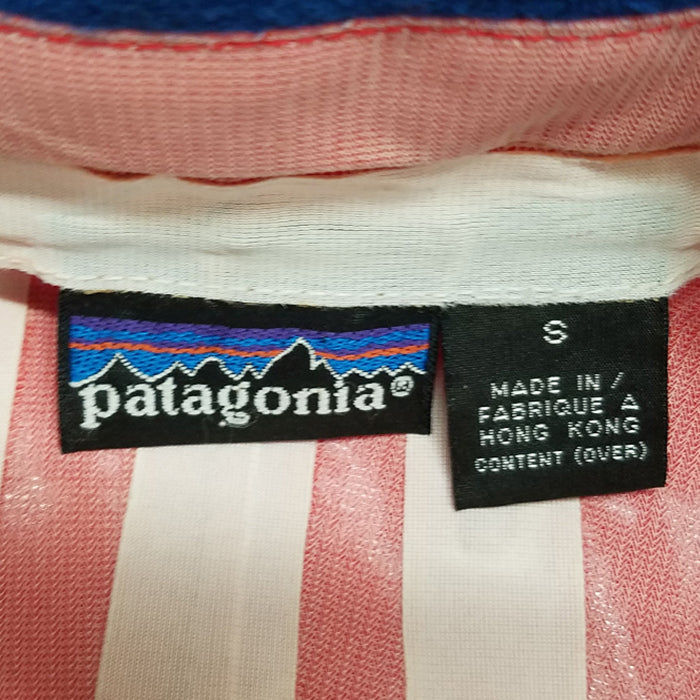 patagonia®
S
MADE IN /
FABRIQUE A
HONG KONG
CONTENT (OVER)